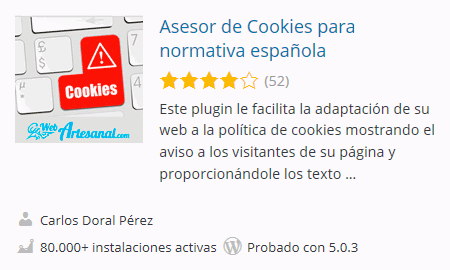 Asesor de Cookies para
normativa española
(52)
Este plugin le facilita la adaptación de su
web a la política de cookies mostrando el
aviso a los visitantes de su página y
proporcionándole los texto ...
$
4
Cookies
Web
Artesanal.com
Carlos Doral Pérez
80.000+ instalaciones activas
Probado con 5.0.3